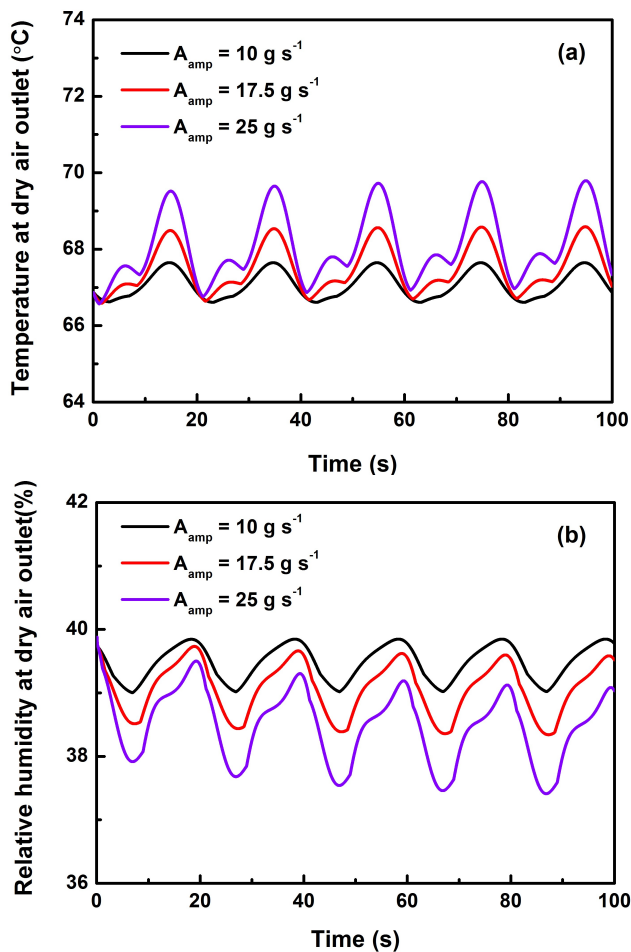 74
72
70
68
66
64
Temperature at dry air outlet (°C)
A_amp = 10 g s⁻¹
A_amp = 17.5 g s⁻¹
A_amp = 25 g s⁻¹
(a)
0 20 40 60 80 100
Time (s)
42
40
38
36
Relative humidity at dry air outlet(%)
A_amp = 10 g s⁻¹
A_amp = 17.5 g s⁻¹
A_amp = 25 g s⁻¹
(b)
0 20 40 60 80 100
Time (s)